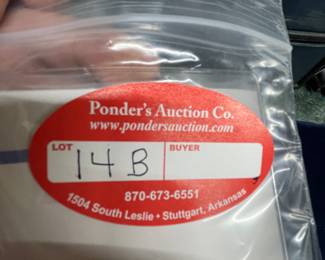 Ponder's Auction Co.
www.pondersauction.com
LOT BUYER
14 B
870-673-6551
1504 South Leslie • Stuttgart, Arkansas